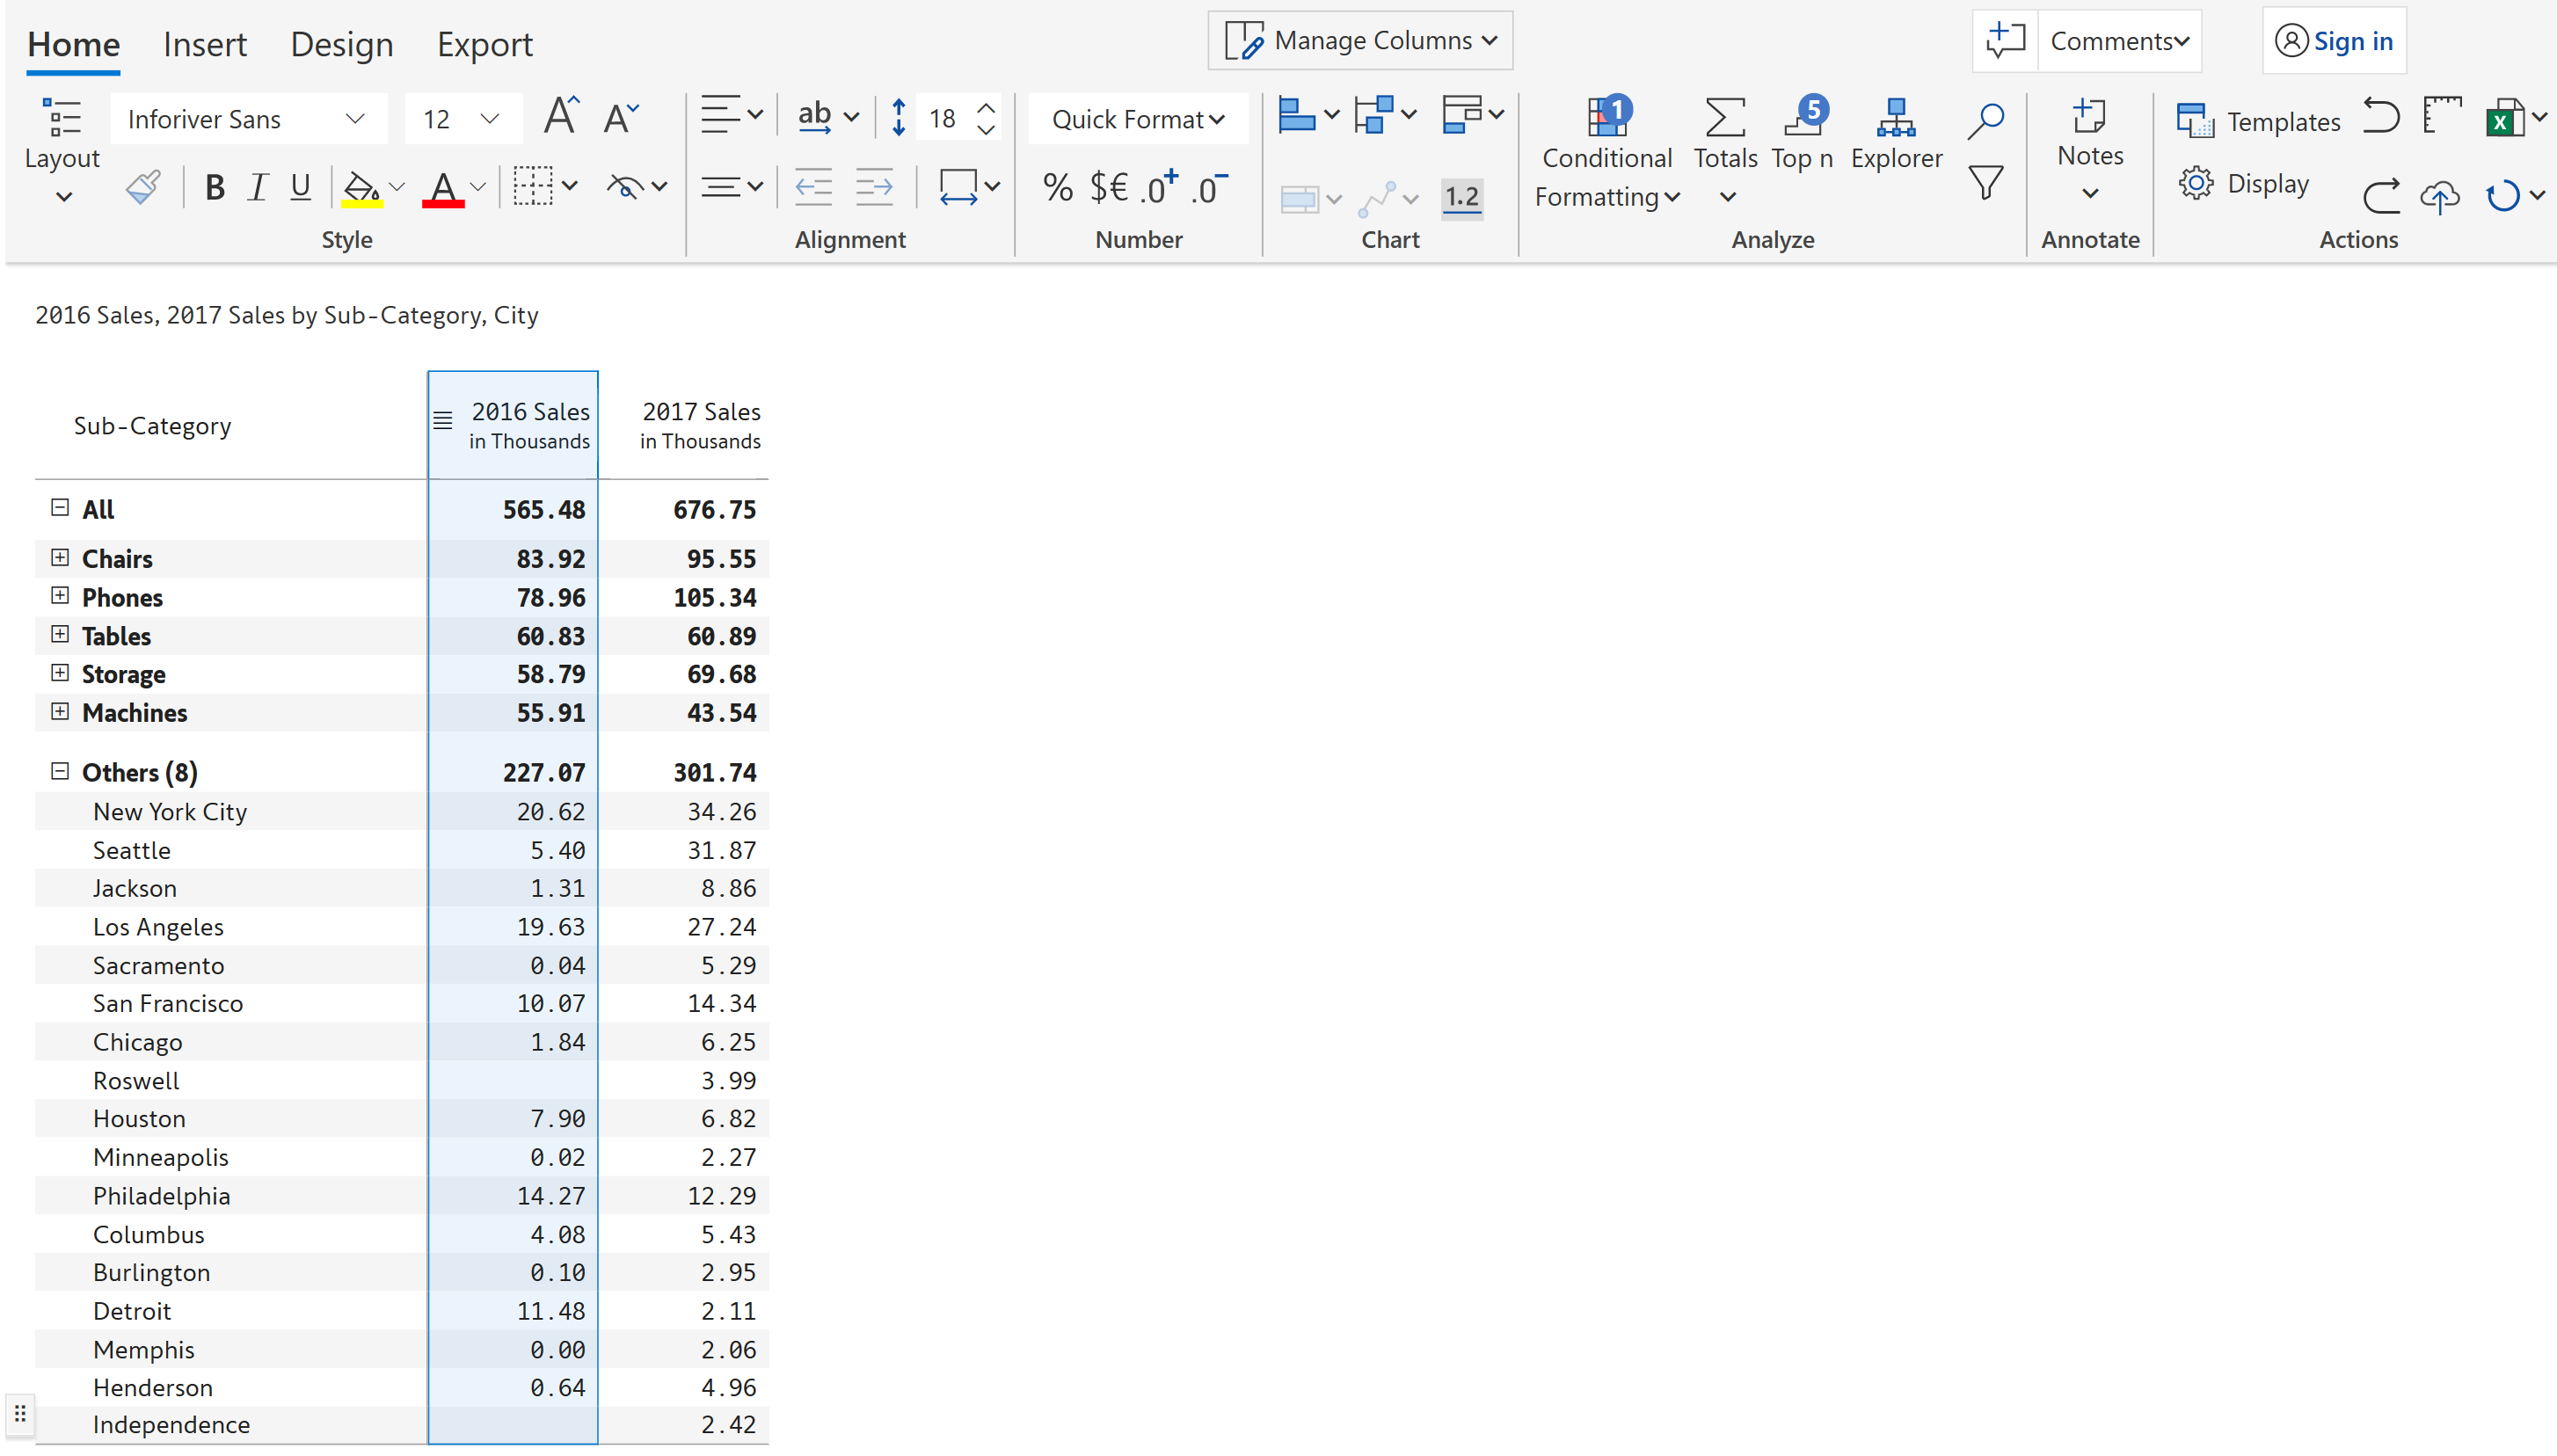 Home Insert Design Export Manage Columns Comments Sign in
Inforiver Sans 12 A A ab 18 Quick Format 1 5 Templates
Layout Conditional Totals Top n Explorer Notes
B I U A % $€ .0+ .0- 1.2 Formatting Display
Style Alignment Number Chart Analyze Annotate Actions
2016 Sales, 2017 Sales by Sub-Category, City
Sub-Category 2016 Sales 2017 Sales
in Thousands in Thousands
All 565.48 676.75
Chairs 83.92 95.55
Phones 78.96 105.34
Tables 60.83 60.89
Storage 58.79 69.68
Machines 55.91 43.54
Others (8) 227.07 301.74
New York City 20.62 34.26
Seattle 5.40 31.87
Jackson 1.31 8.86
Los Angeles 19.63 27.24
Sacramento 0.04 5.29
San Francisco 10.07 14.34
Chicago 1.84 6.25
Roswell 3.99
Houston 7.90 6.82
Minneapolis 0.02 2.27
Philadelphia 14.27 12.29
Columbus 4.08 5.43
Burlington 0.10 2.95
Detroit 11.48 2.11
Memphis 0.00 2.06
Henderson 0.64 4.96
Independence 2.42